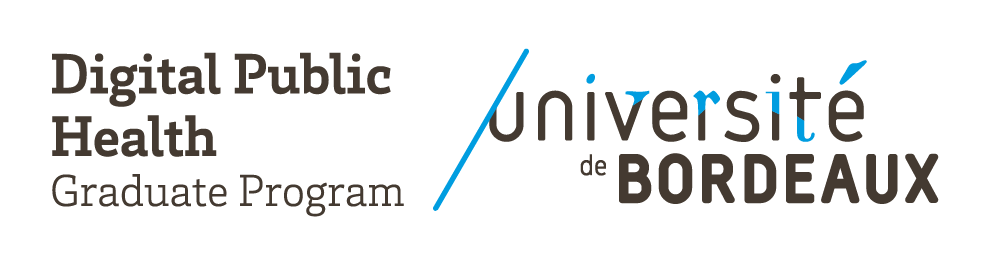 Digital Public
Health
Graduate Program
université
de BORDEAUX